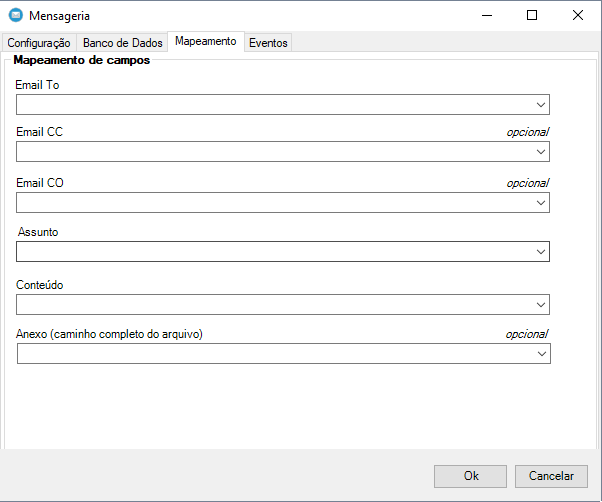 Mensageria
Configuração Banco de Dados Mapeamento Eventos
Mapeamento de campos
Email To
Email CC opcional
Email CO opcional
Assunto
Conteúdo
Anexo (caminho completo do arquivo) opcional
Ok Cancelar